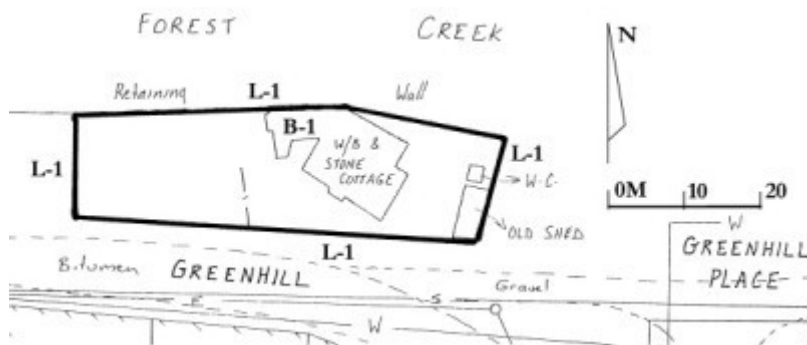 FOREST CREEK
N
Retaining L-1 Wall
B-1
W/B &
STONE
COTTAGE
L-1
L-1
W.C.
OLD SHED
L-1
0M 10 20
W
GREENHILL
PLACE
Bitumen GREENHILL Gravel
E S
W